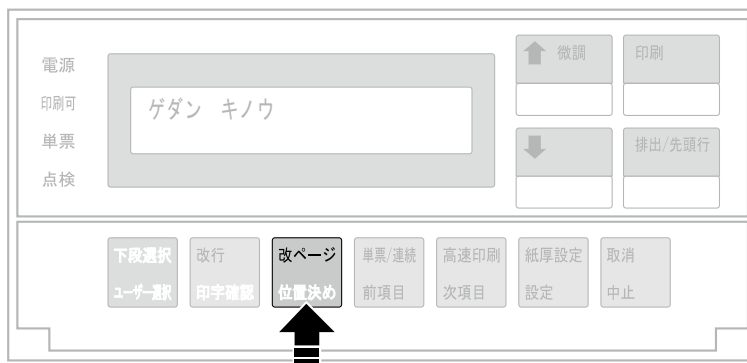 電源
印刷可
単票
点検
ゲダン キノウ
微調
印刷
排出/先頭行
下段選択
ユーザー選択
改行
印字確認
改ページ
位置決め
単票/連続
前項目
高速印刷
次項目
紙厚設定
設定
取消
中止